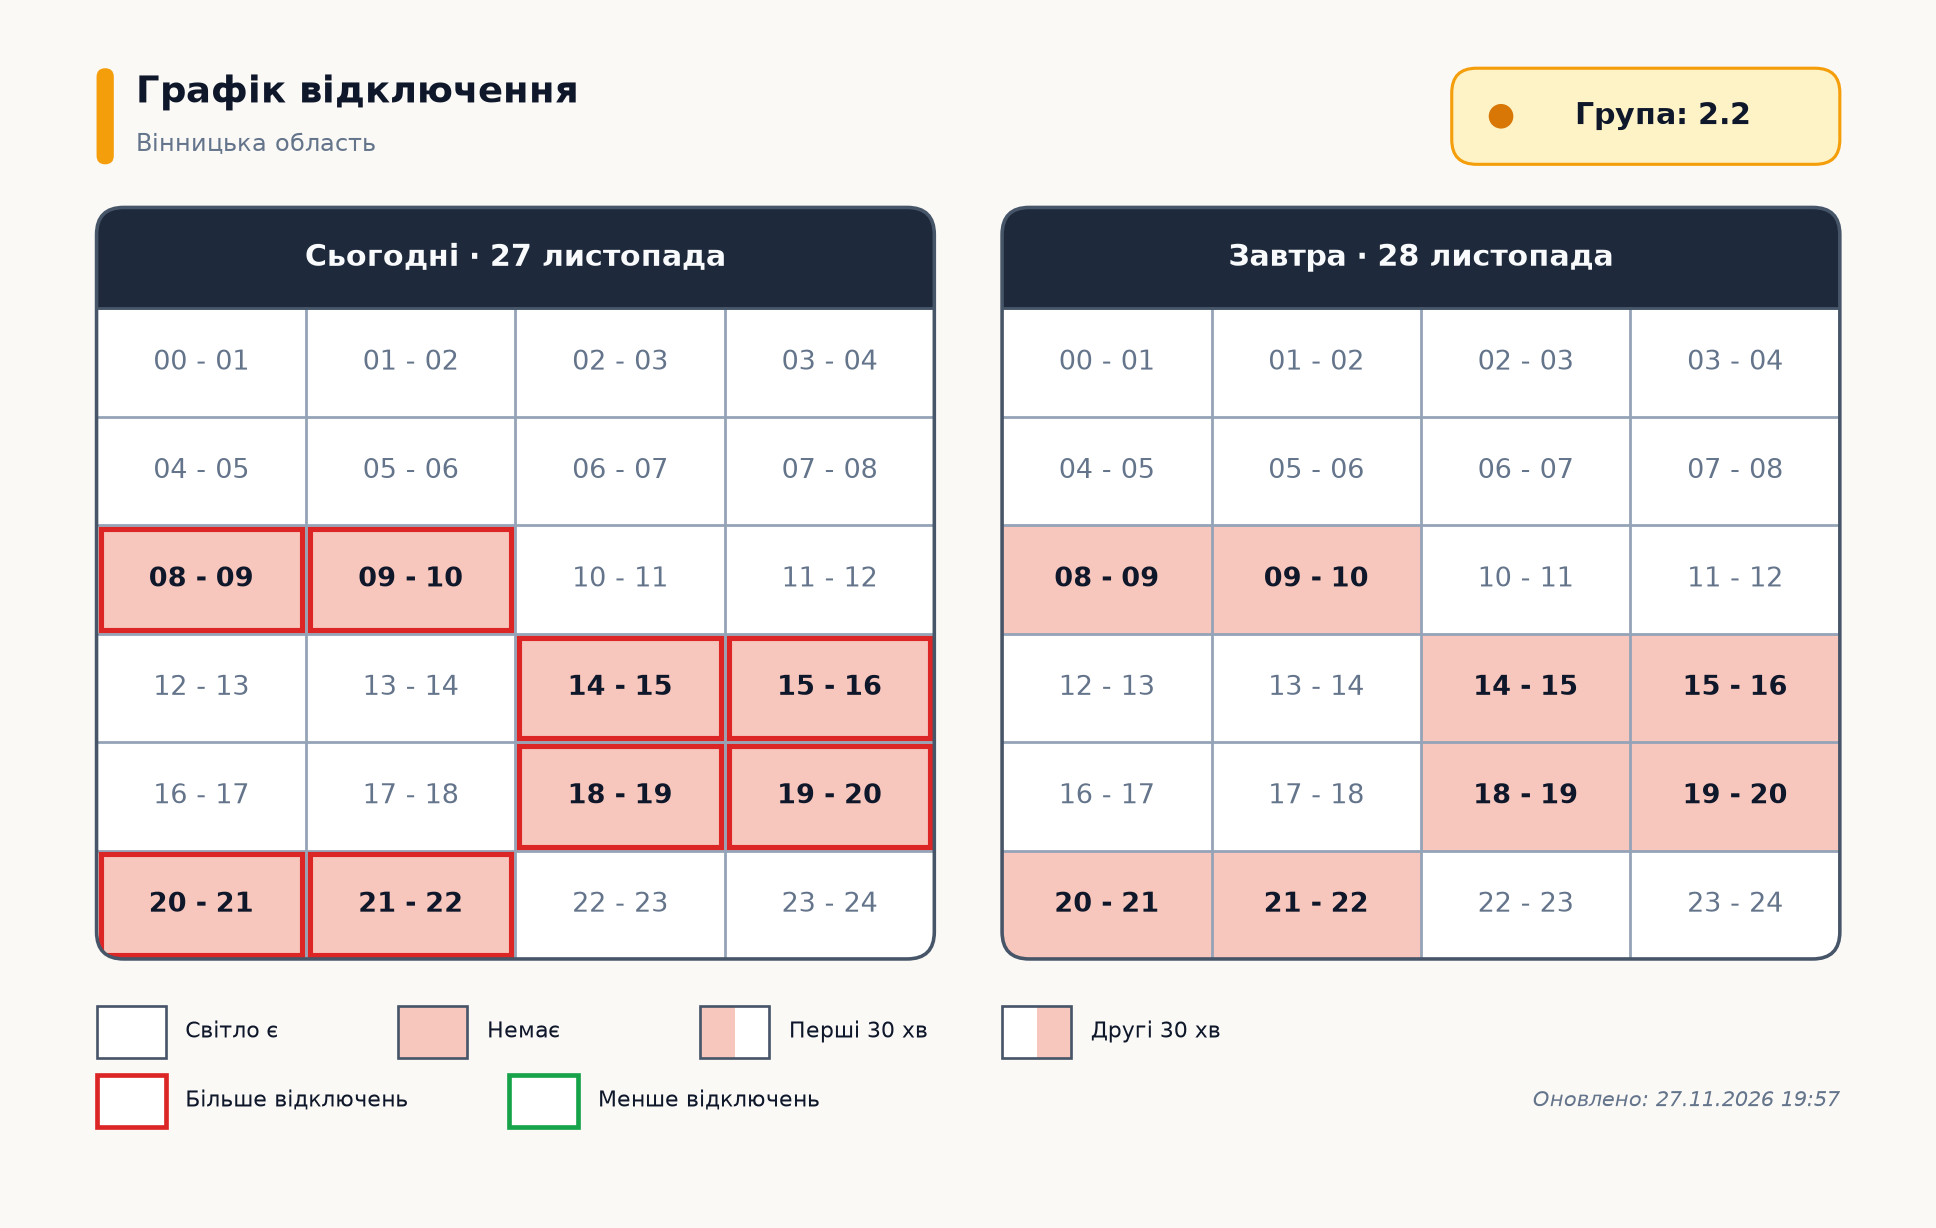 Графік відключення
Вінницька область
Група: 2.2
Сьогодні · 27 листопада
00 - 01 01 - 02 02 - 03 03 - 04
04 - 05 05 - 06 06 - 07 07 - 08
08 - 09 09 - 10 10 - 11 11 - 12
12 - 13 13 - 14 14 - 15 15 - 16
16 - 17 17 - 18 18 - 19 19 - 20
20 - 21 21 - 22 22 - 23 23 - 24
Завтра · 28 листопада
00 - 01 01 - 02 02 - 03 03 - 04
04 - 05 05 - 06 06 - 07 07 - 08
08 - 09 09 - 10 10 - 11 11 - 12
12 - 13 13 - 14 14 - 15 15 - 16
16 - 17 17 - 18 18 - 19 19 - 20
20 - 21 21 - 22 22 - 23 23 - 24
Світло є Немає Перші 30 хв Другі 30 хв
Більше відключень Менше відключень
Оновлено: 27.11.2026 19:57